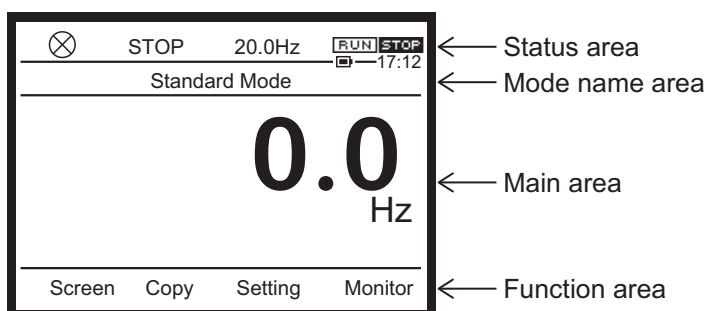 STOP 20.0Hz RUN STOP Status area
17:12
Standard Mode Mode name area
0.0 Main area
Hz
Screen Copy Setting Monitor Function area